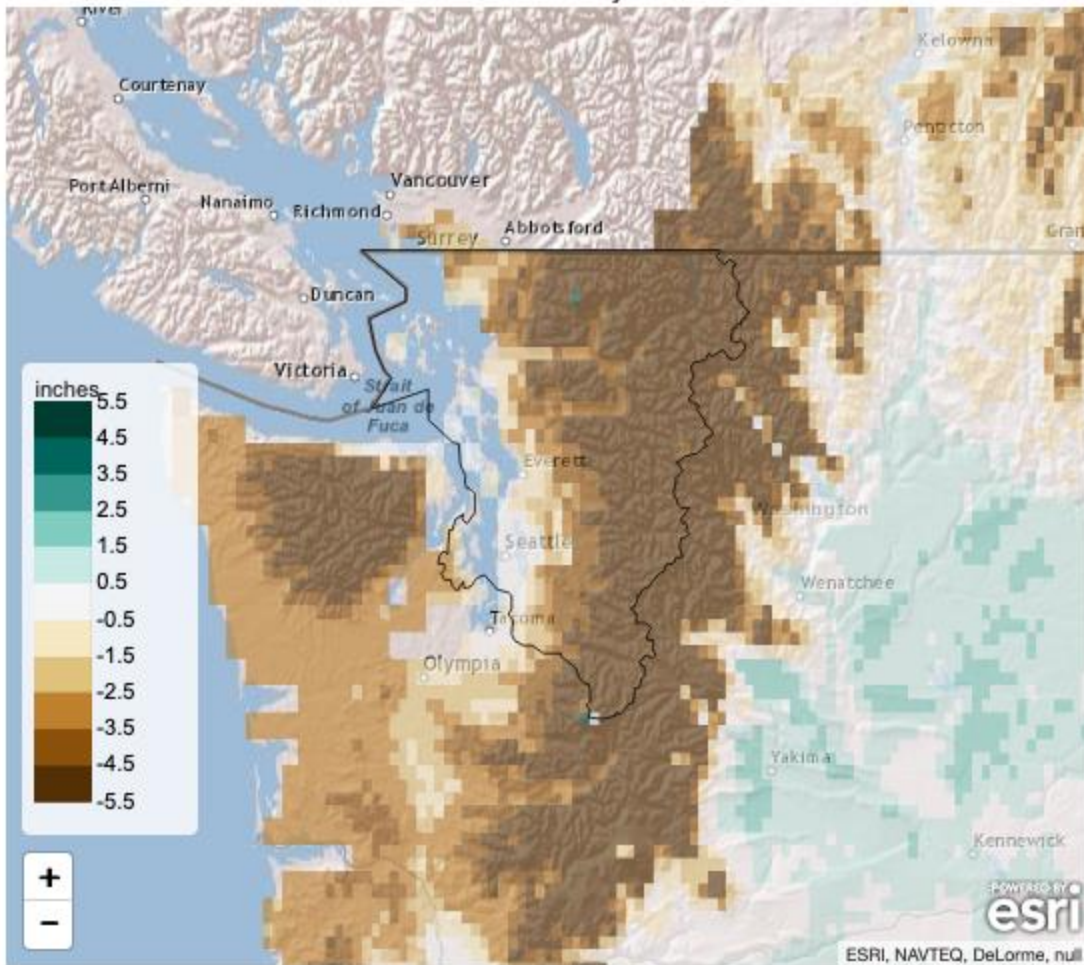 River
Kelowna
Courtenay
Penticton
Port Alberni
Vancouver
Nanaimo
Richmond
Surrey
Abbotsford
Duncan
Victoria
Strait
of Juan de
Fuca
Everett
Washington
Seattle
Wenatchee
Tacoma
Olympia
Yakima
Kennewick
inches
5.5
4.5
3.5
2.5
1.5
0.5
-0.5
-1.5
-2.5
-3.5
-4.5
-5.5
+
−
POWERED BY
esri
ESRI, NAVTEQ, DeLorme, null